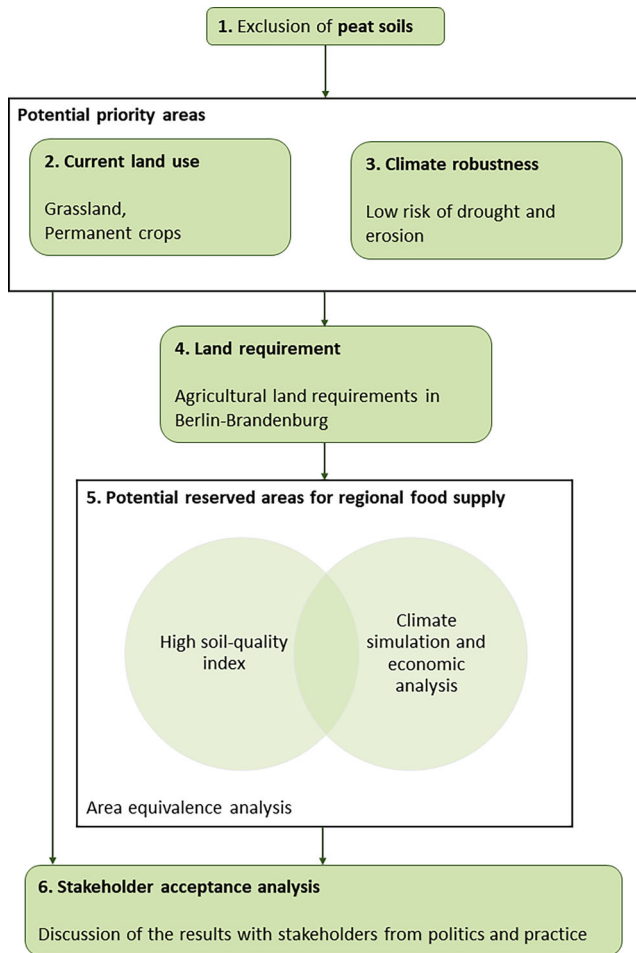 1. Exclusion of peat soils
Potential priority areas
2. Current land use
Grassland,
Permanent crops
3. Climate robustness
Low risk of drought and
erosion
4. Land requirement
Agricultural land requirements in
Berlin-Brandenburg
5. Potential reserved areas for regional food supply
High soil-quality
index
Climate
simulation and
economic
analysis
Area equivalence analysis
6. Stakeholder acceptance analysis
Discussion of the results with stakeholders from politics and practice